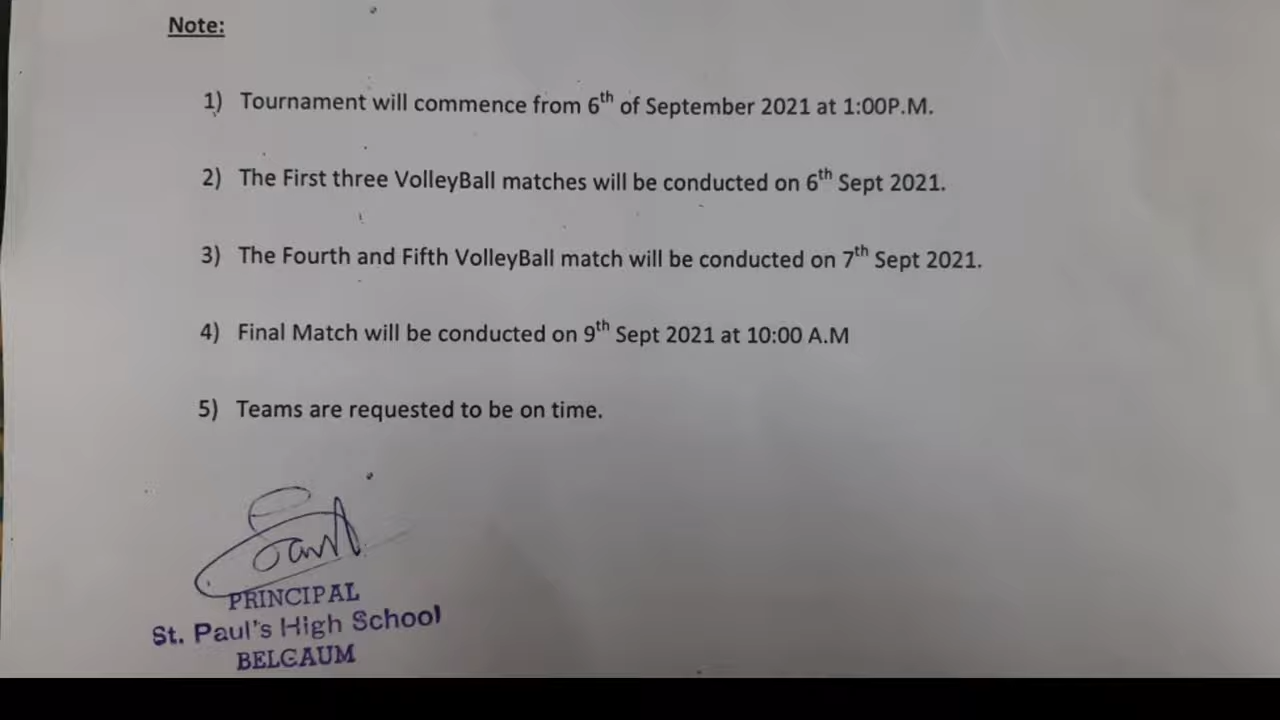 Note:
1) Tournament will commence from 6th of September 2021 at 1:00P.M.
2) The First three VolleyBall matches will be conducted on 6th Sept 2021.
3) The Fourth and Fifth VolleyBall match will be conducted on 7th Sept 2021.
4) Final Match will be conducted on 9th Sept 2021 at 10:00 A.M
5) Teams are requested to be on time.
PRINCIPAL
St. Paul's High School
BELGAUM